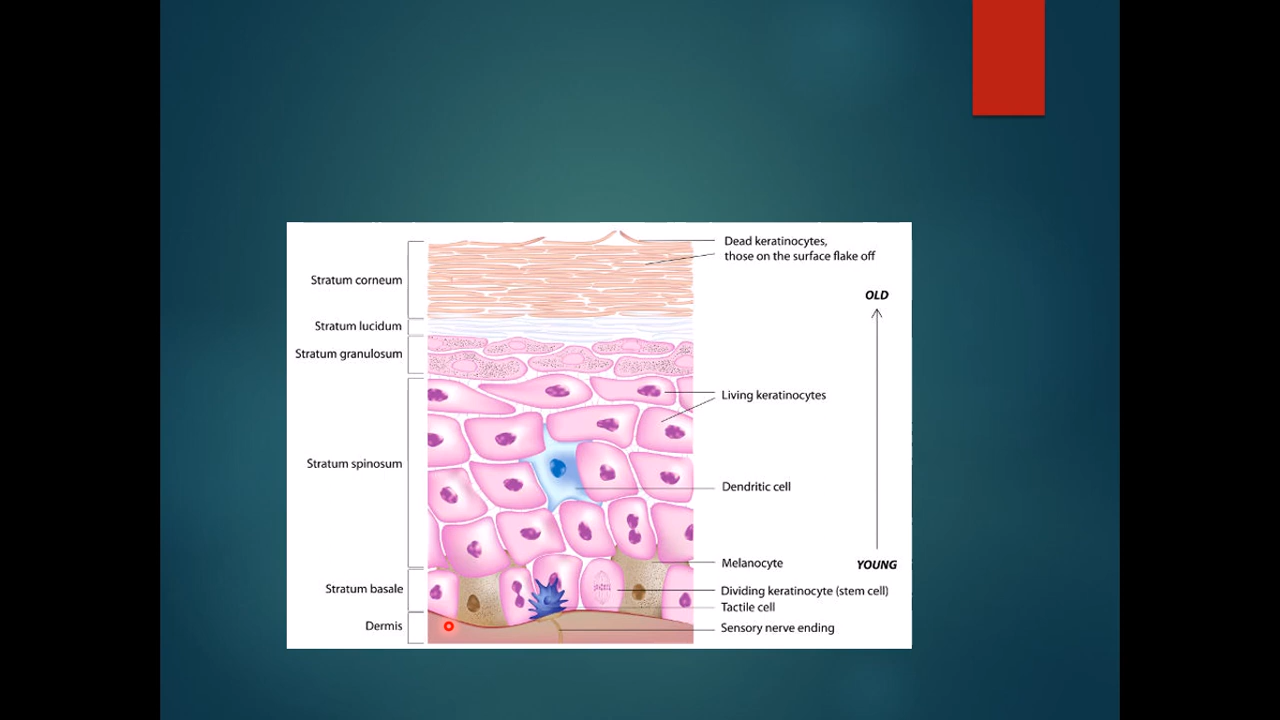 Stratum corneum
Stratum lucidum
Stratum granulosum
Stratum spinosum
Stratum basale
Dermis
Dead keratinocytes,
those on the surface flake off
Living keratinocytes
Dendritic cell
Melanocyte
Dividing keratinocyte (stem cell)
Tactile cell
Sensory nerve ending
OLD
YOUNG